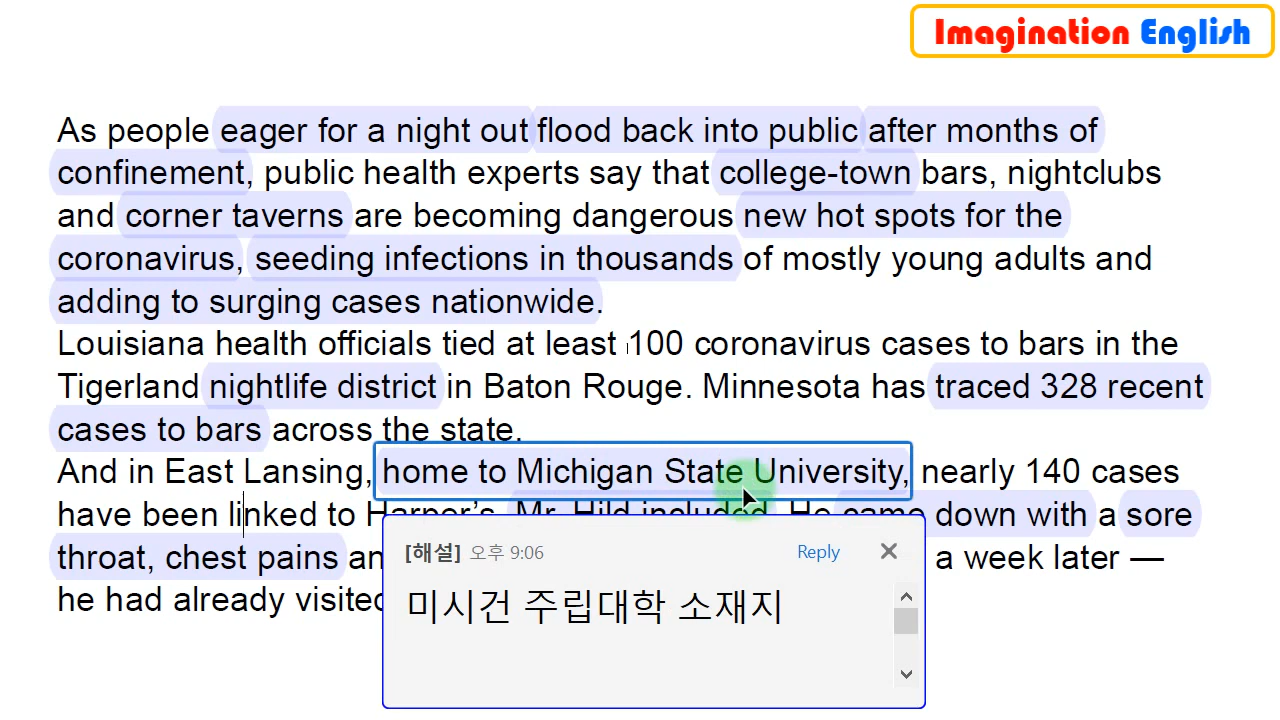 Imagination English
As people eager for a night out flood back into public after months of
confinement, public health experts say that college-town bars, nightclubs
and corner taverns are becoming dangerous new hot spots for the
coronavirus, seeding infections in thousands of mostly young adults and
adding to surging cases nationwide.
Louisiana health officials tied at least 100 coronavirus cases to bars in the
Tigerland nightlife district in Baton Rouge. Minnesota has traced 328 recent
cases to bars across the state.
And in East Lansing, home to Michigan State University, nearly 140 cases
have been linked to Harper's, Mr. Hild included. He came down with a sore
throat, chest pains a week later —
he had already visited
[해설] 오후 9:06 Reply
미시건 주립대학 소재지